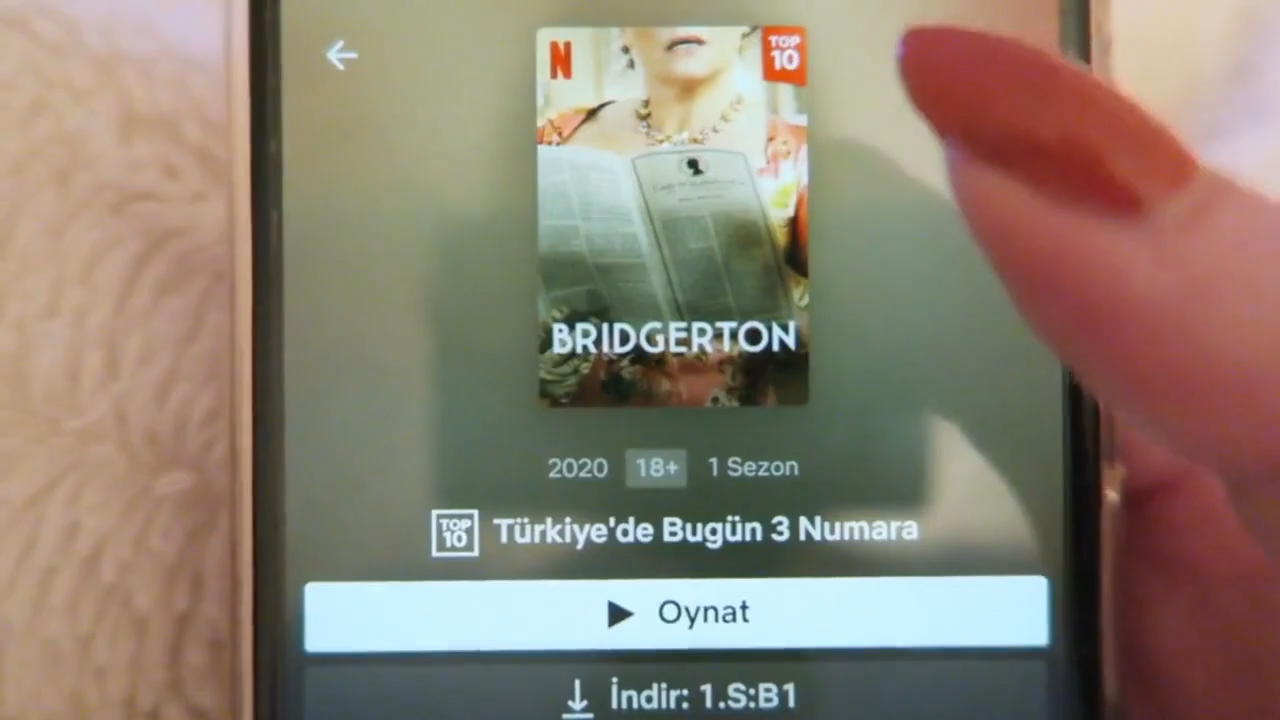 N
TOP
10
BRIDGERTON
2020 18+ 1 Sezon
TOP
10
Türkiye'de Bugün 3 Numara
Oynat
İndir: 1.S:B1